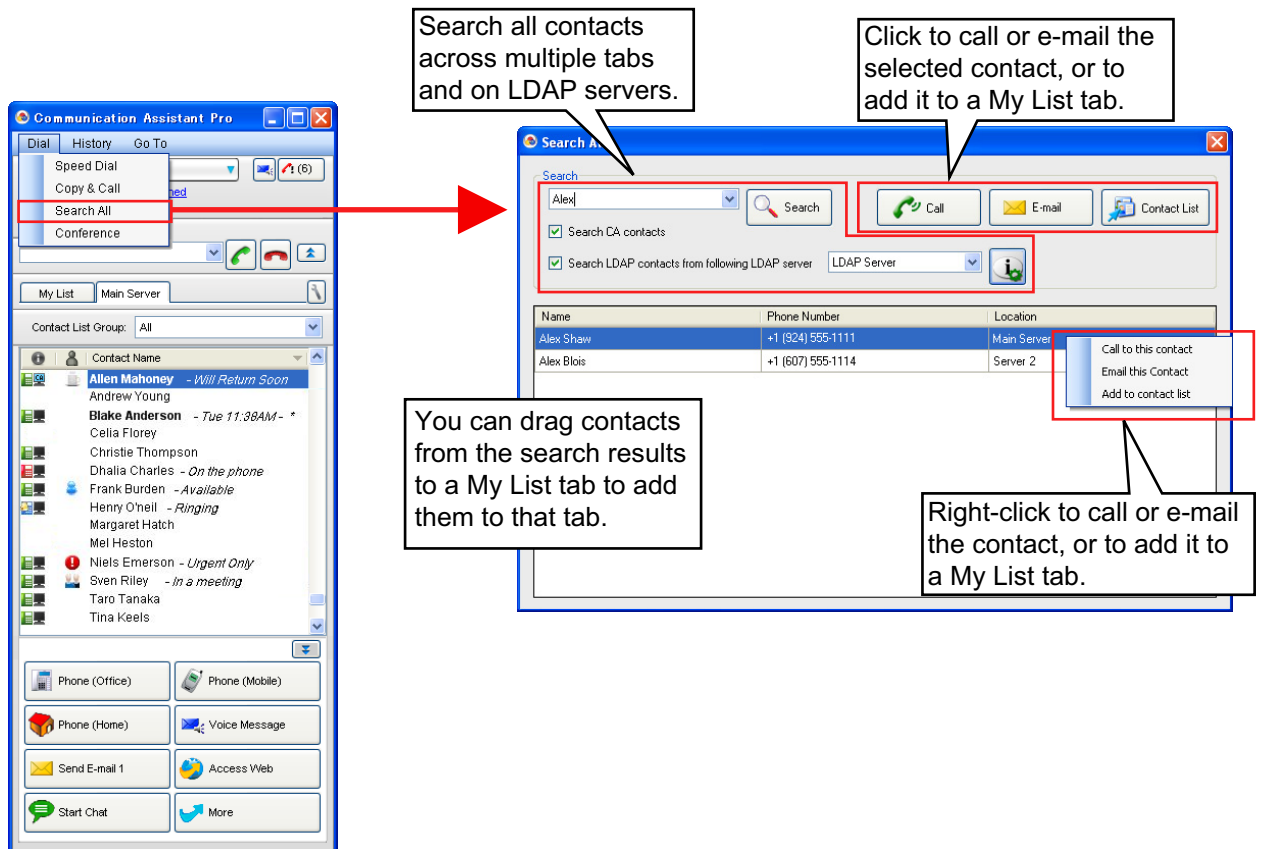 Search all contacts
across multiple tabs
and on LDAP servers.
Click to call or e-mail the
selected contact, or to
add it to a My List tab.
Communication Assistant Pro
Dial History Go To
Speed Dial
Copy & Call
Search All
Conference
(6)
My List Main Server
Contact List Group: All
Contact Name
Allen Mahoney - Will Return Soon
Andrew Young
Blake Anderson - Tue 11:38AM - *
Celia Florey
Christie Thompson
Dhalia Charles - On the phone
Frank Burden - Available
Henry O'neil - Ringing
Margaret Hatch
Mel Heston
Niels Emerson - Urgent Only
Sven Riley - In a meeting
Taro Tanaka
Tina Keels
Phone (Office) Phone (Mobile)
Phone (Home) Voice Message
Send E-mail 1 Access Web
Start Chat More
Search
Search
Alex Search Call E-mail Contact List
Search CA contacts
Search LDAP contacts from following LDAP server LDAP Server
Name Phone Number Location
Alex Shaw +1 (924) 555-1111 Main Server
Alex Blois +1 (607) 555-1114 Server 2
Call to this contact
Email this Contact
Add to contact list
You can drag contacts
from the search results
to a My List tab to add
them to that tab.
Right-click to call or e-mail
the contact, or to add it to
a My List tab.